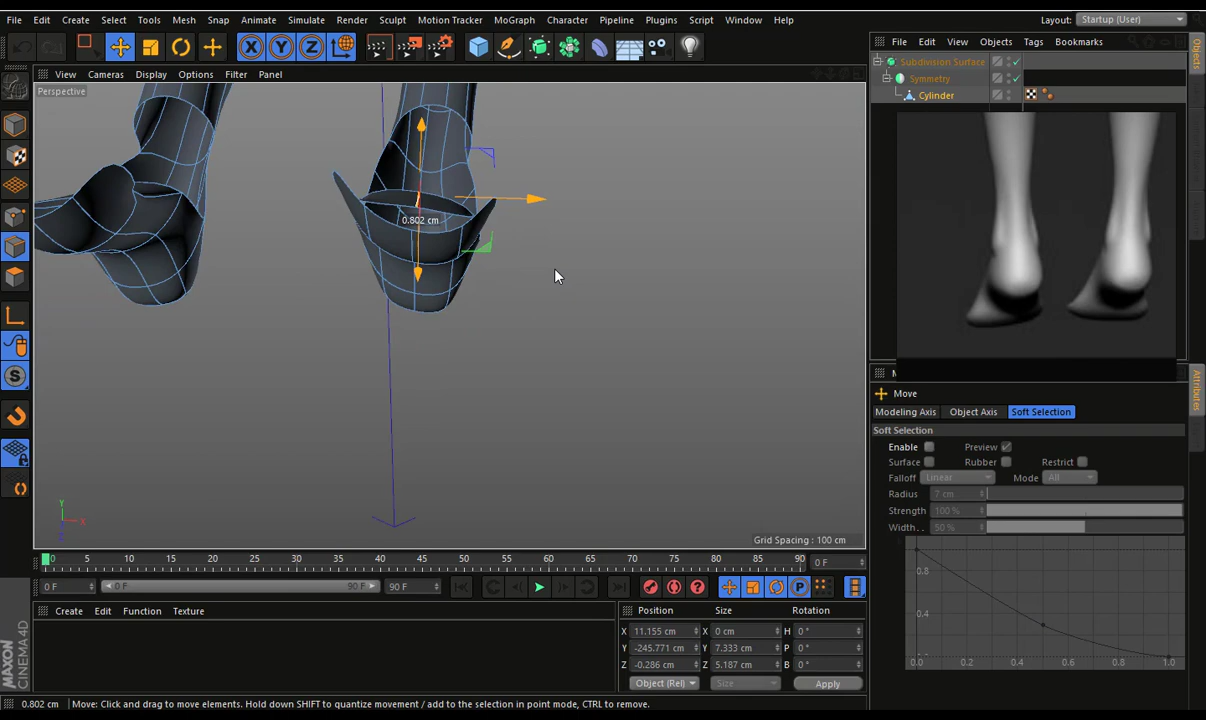 File Edit Create Select Tools Mesh Snap Animate Simulate Render Sculpt Motion Tracker MoGraph Character Pipeline Plugins Script Window Help Layout: Startup (User)
X Y Z
File Edit View Objects Tags Bookmarks
Objects
Subdivision Surface
Symmetry
Cylinder
View Cameras Display Options Filter Panel
Perspective
0.802 cm
Y
X
Z
Grid Spacing : 100 cm
S
Attributes
Move
Modeling Axis Object Axis Soft Selection
Soft Selection
Enable Preview
Surface Rubber Restrict
Falloff Linear Mode All
Radius 7 cm
Strength 100 %
Width . . 50 %
0.8
0.4
0.0 0.2 0.4 0.6 0.8 1.0
0 5 10 15 20 25 30 35 40 45 50 55 60 65 70 75 80 85 90 0 F
0 F 0 F 90 F 90 F
P
Create Edit Function Texture
Position Size Rotation
X 11.155 cm X 0 cm H 0 °
Y -245.771 cm Y 7.333 cm P 0 °
Z -0.286 cm Z 5.187 cm B 0 °
Object (Rel) Size Apply
MAXON
CINEMA 4D
0.802 cm Move: Click and drag to move elements. Hold down SHIFT to quantize movement / add to the selection in point mode, CTRL to remove.